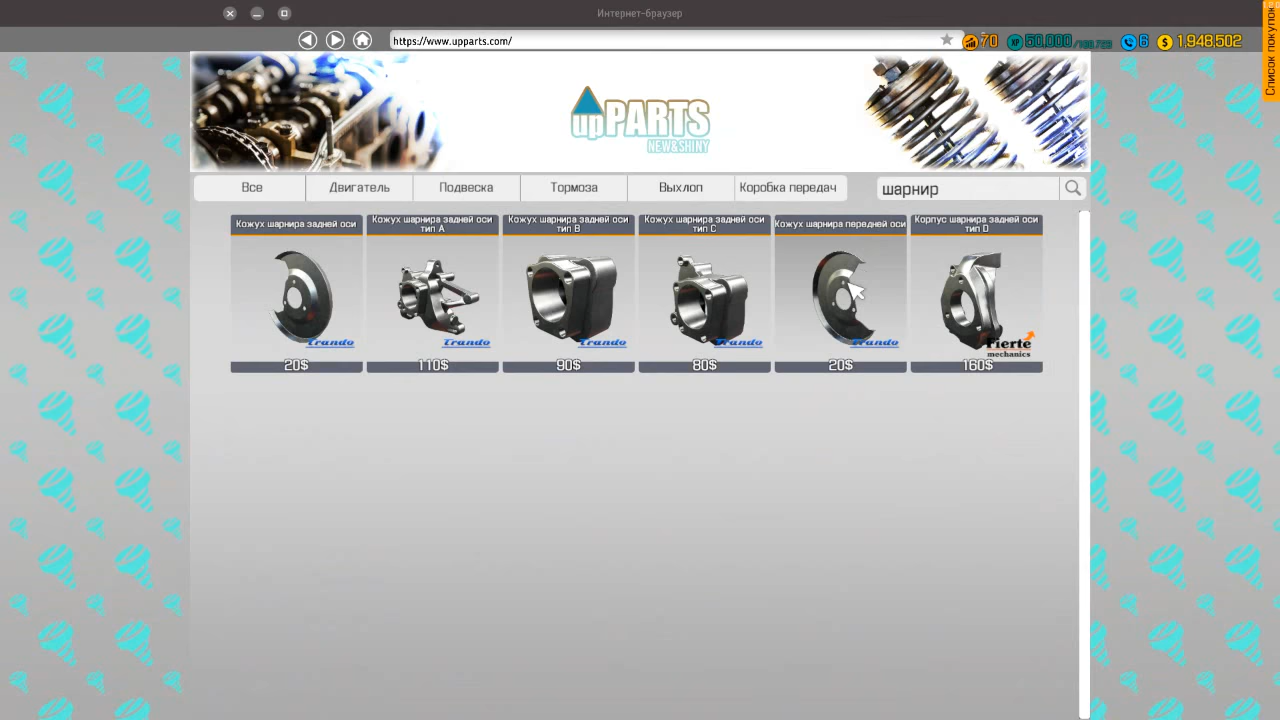 Интернет-браузер
https://www.upparts.com/
70
XP 50,000
6
$ 1,948,502
Список покупок
upPARTS
NEW&SHINY
Все
Двигатель
Подвеска
Тормоза
Выхлоп
Коробка передач
шарнир
Кожух шарнира задней оси
Trando
20$
Кожух шарнира задней оси
тип A
Trando
110$
Кожух шарнира задней оси
тип B
Trando
90$
Кожух шарнира задней оси
тип C
Trando
80$
Кожух шарнира передней оси
Trando
20$
Корпус шарнира задней оси
тип D
Fierte
mechanics
160$